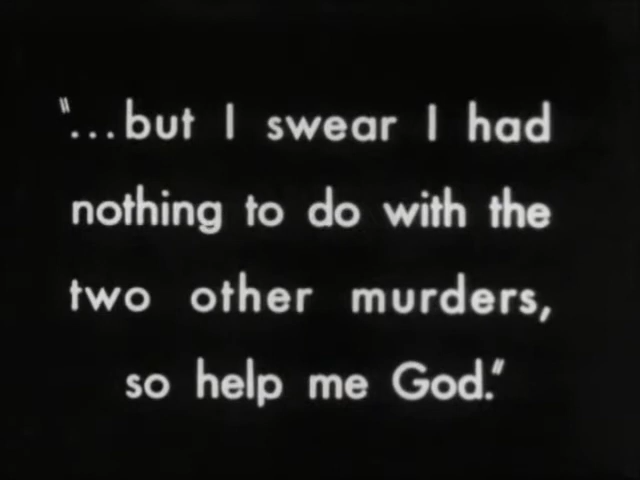 "...but I swear I had
nothing to do with the
two other murders,
so help me God."